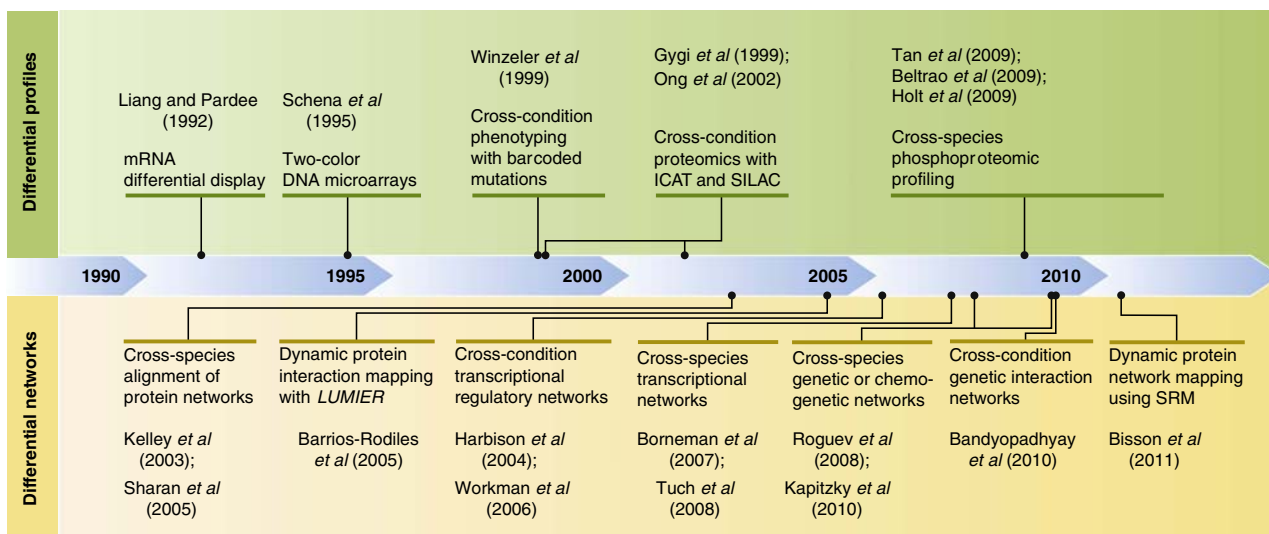 Differential profiles
Liang and Pardee
(1992)
mRNA
differential display
Schena et al
(1995)
Two-color
DNA microarrays
Winzeler et al
(1999)
Cross-condition
phenotyping
with barcoded
mutations
Gygi et al (1999);
Ong et al (2002)
Cross-condition
proteomics with
ICAT and SILAC
Tan et al (2009);
Beltrao et al (2009);
Holt et al (2009)
Cross-species
phosphoproteomic
profiling
1990
1995
2000
2005
2010
Differential networks
Cross-species
alignment of
protein networks
Kelley et al
(2003);
Sharan et al
(2005)
Dynamic protein
interaction mapping
with LUMIER
Barrios-Rodiles
et al (2005)
Cross-condition
transcriptional
regulatory networks
Harbison et al
(2004);
Workman et al
(2006)
Cross-species
transcriptional
networks
Borneman et al
(2007);
Tuch et al
(2008)
Cross-species
genetic or chemo-
genetic networks
Roguev et al
(2008);
Kapitzky et al
(2010)
Cross-condition
genetic interaction
networks
Bandyopadhyay
et al (2010)
Dynamic protein
network mapping
using SRM
Bisson et al
(2011)